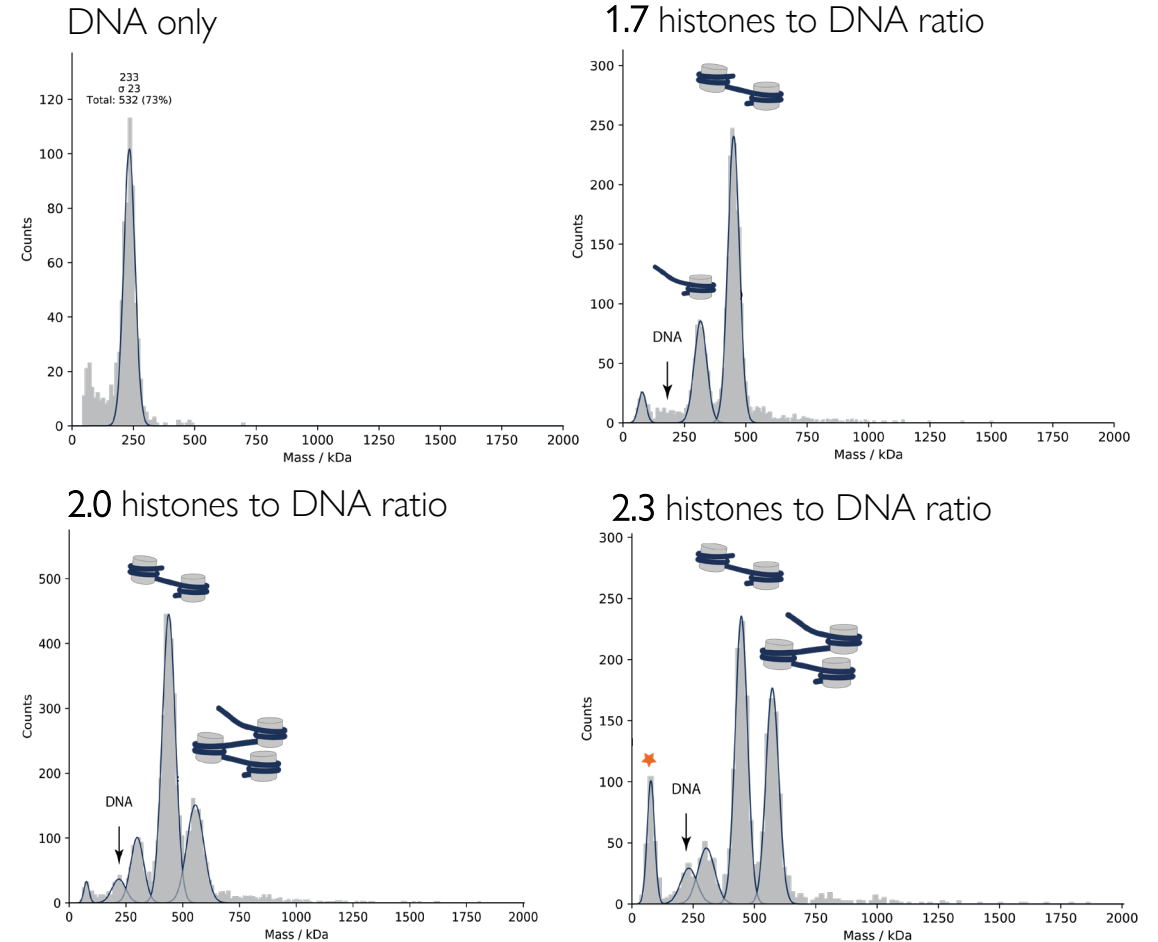 DNA only
233
σ 23
Total: 532 (73%)
120
100
80
60
40
20
0
Counts
0 250 500 750 1000 1250 1500 1750 2000
Mass / kDa
1.7 histones to DNA ratio
300
250
200
150
100
50
0
Counts
DNA
0 250 500 750 1000 1250 1500 1750 2000
Mass / kDa
2.0 histones to DNA ratio
500
400
300
200
100
0
Counts
DNA
0 250 500 750 1000 1250 1500 1750 2000
Mass / kDa
2.3 histones to DNA ratio
300
250
200
150
100
50
0
Counts
DNA
0 250 500 750 1000 1250 1500 1750 2000
Mass / kDa